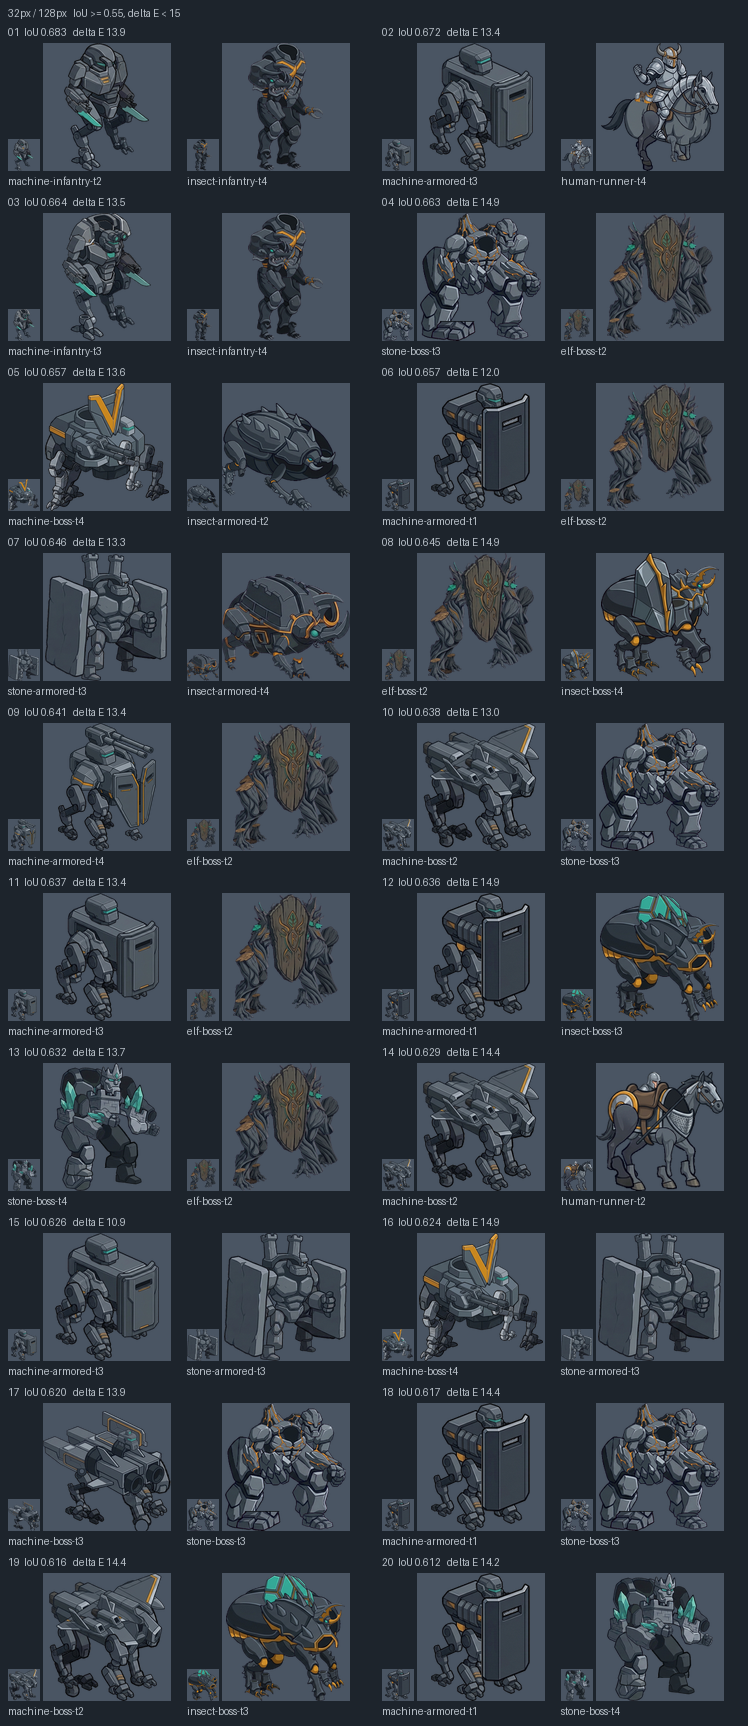 32px / 128px IoU >= 0.55, delta E < 15
01 IoU 0.683 delta E 13.9
machine-infantry-t2
insect-infantry-t4
02 IoU 0.672 delta E 13.4
machine-armored-t3
human-runner-t4
03 IoU 0.664 delta E 13.5
machine-infantry-t3
insect-infantry-t4
04 IoU 0.663 delta E 14.9
stone-boss-t3
elf-boss-t2
05 IoU 0.657 delta E 13.6
machine-boss-t4
insect-armored-t2
06 IoU 0.657 delta E 12.0
machine-armored-t1
elf-boss-t2
07 IoU 0.646 delta E 13.3
stone-armored-t3
insect-armored-t4
08 IoU 0.645 delta E 14.9
elf-boss-t2
insect-boss-t4
09 IoU 0.641 delta E 13.4
machine-armored-t4
elf-boss-t2
10 IoU 0.638 delta E 13.0
machine-boss-t2
stone-boss-t3
11 IoU 0.637 delta E 13.4
machine-armored-t3
elf-boss-t2
12 IoU 0.636 delta E 14.9
machine-armored-t1
insect-boss-t3
13 IoU 0.632 delta E 13.7
stone-boss-t4
elf-boss-t2
14 IoU 0.629 delta E 14.4
machine-boss-t2
human-runner-t2
15 IoU 0.626 delta E 10.9
machine-armored-t3
stone-armored-t3
16 IoU 0.624 delta E 14.9
machine-boss-t4
stone-armored-t3
17 IoU 0.620 delta E 13.9
machine-boss-t3
stone-boss-t3
18 IoU 0.617 delta E 14.4
machine-armored-t1
stone-boss-t3
19 IoU 0.616 delta E 14.4
machine-boss-t2
insect-boss-t3
20 IoU 0.612 delta E 14.2
machine-armored-t1
stone-boss-t4